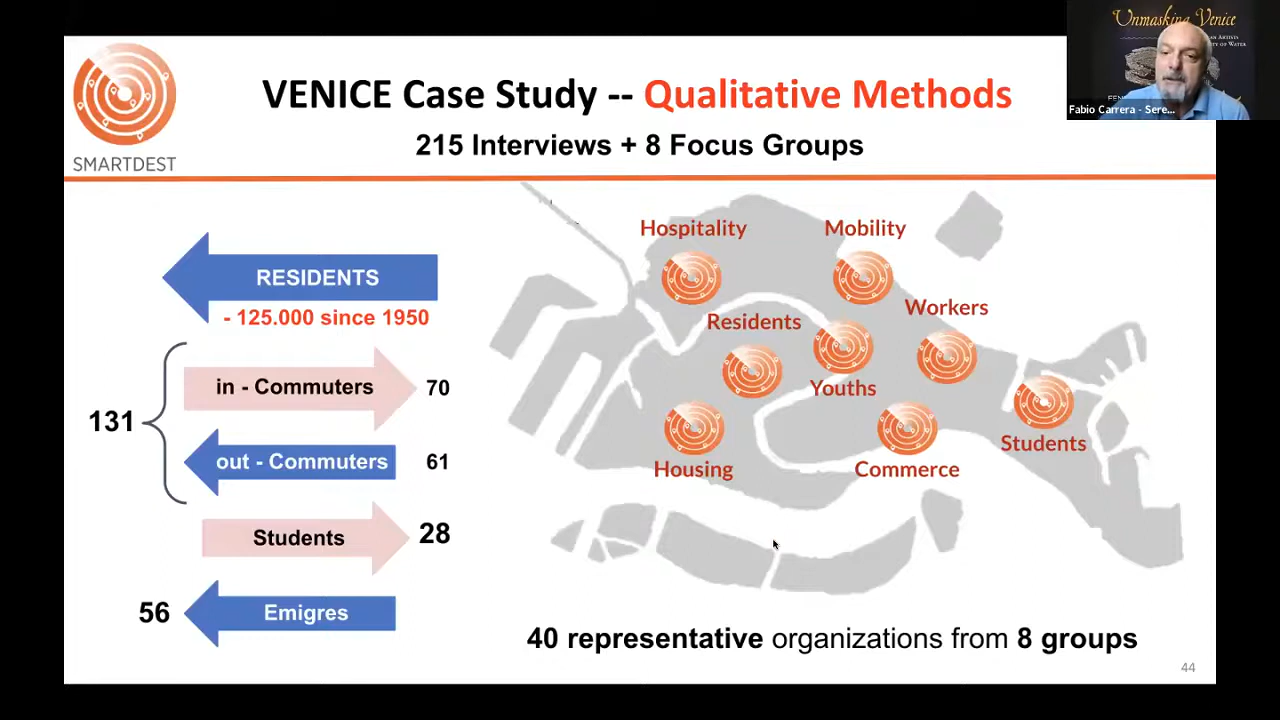 SMARTDEST
VENICE Case Study -- Qualitative Methods
215 Interviews + 8 Focus Groups
Unmasking Venice
Fabio Carrera - Sere...
RESIDENTS
- 125.000 since 1950
131
in - Commuters
70
out - Commuters
61
Students
28
56
Emigres
Hospitality
Mobility
Residents
Workers
Youths
Students
Housing
Commerce
40 representative organizations from 8 groups
44